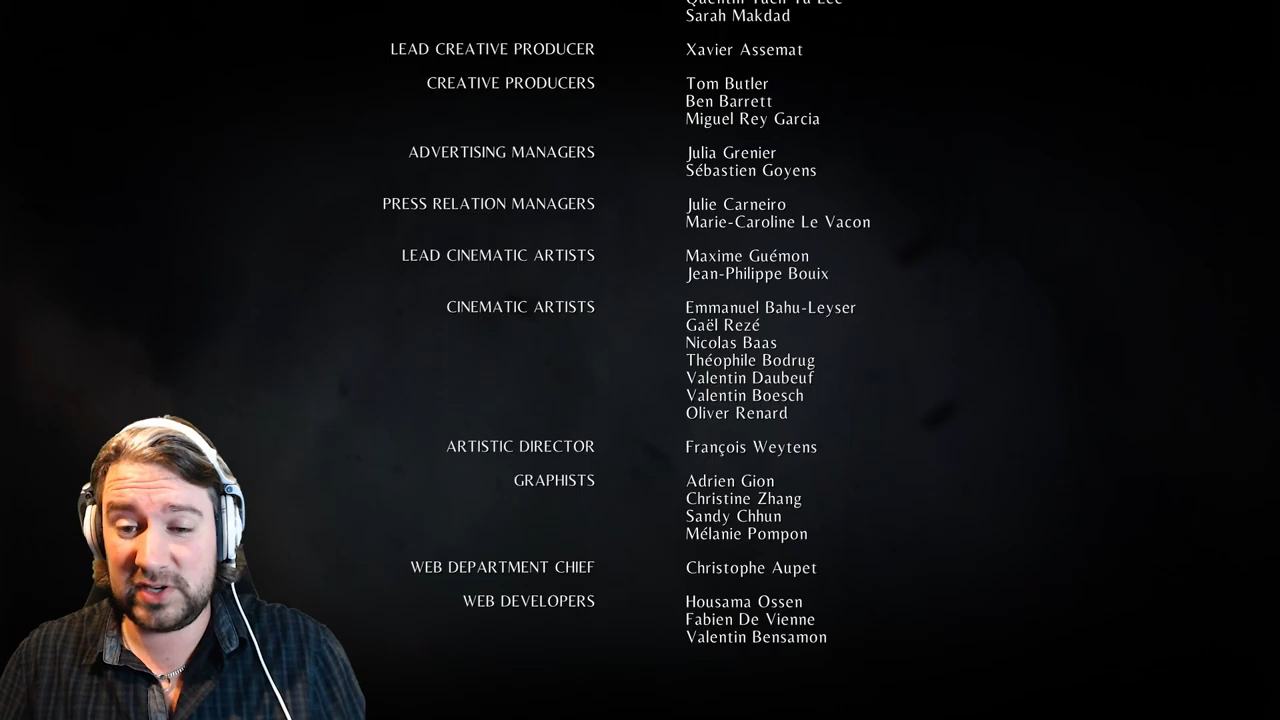 Sarah Makdad
LEAD CREATIVE PRODUCER Xavier Assemat
CREATIVE PRODUCERS Tom Butler
Ben Barrett
Miguel Rey Garcia
ADVERTISING MANAGERS Julia Grenier
Sébastien Goyens
PRESS RELATION MANAGERS Julie Carneiro
Marie-Caroline Le Vacon
LEAD CINEMATIC ARTISTS Maxime Guémon
Jean-Philippe Bouix
CINEMATIC ARTISTS Emmanuel Bahu-Leyser
Gaël Rezé
Nicolas Baas
Théophile Bodrug
Valentin Daubeuf
Valentin Boesch
Oliver Renard
ARTISTIC DIRECTOR François Weytens
GRAPHISTS Adrien Gion
Christine Zhang
Sandy Chhun
Mélanie Pompon
WEB DEPARTMENT CHIEF Christophe Aupet
WEB DEVELOPERS Housama Ossen
Fabien De Vienne
Valentin Bensamon